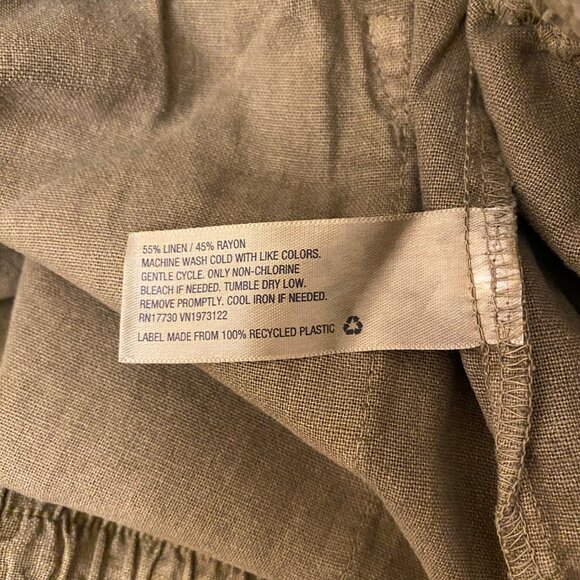 55% LINEN / 45% RAYON
MACHINE WASH COLD WITH LIKE COLORS.
GENTLE CYCLE. ONLY NON-CHLORINE
BLEACH IF NEEDED. TUMBLE DRY LOW.
REMOVE PROMPTLY. COOL IRON IF NEEDED.
RN17730 VN1973122
LABEL MADE FROM 100% RECYCLED PLASTIC